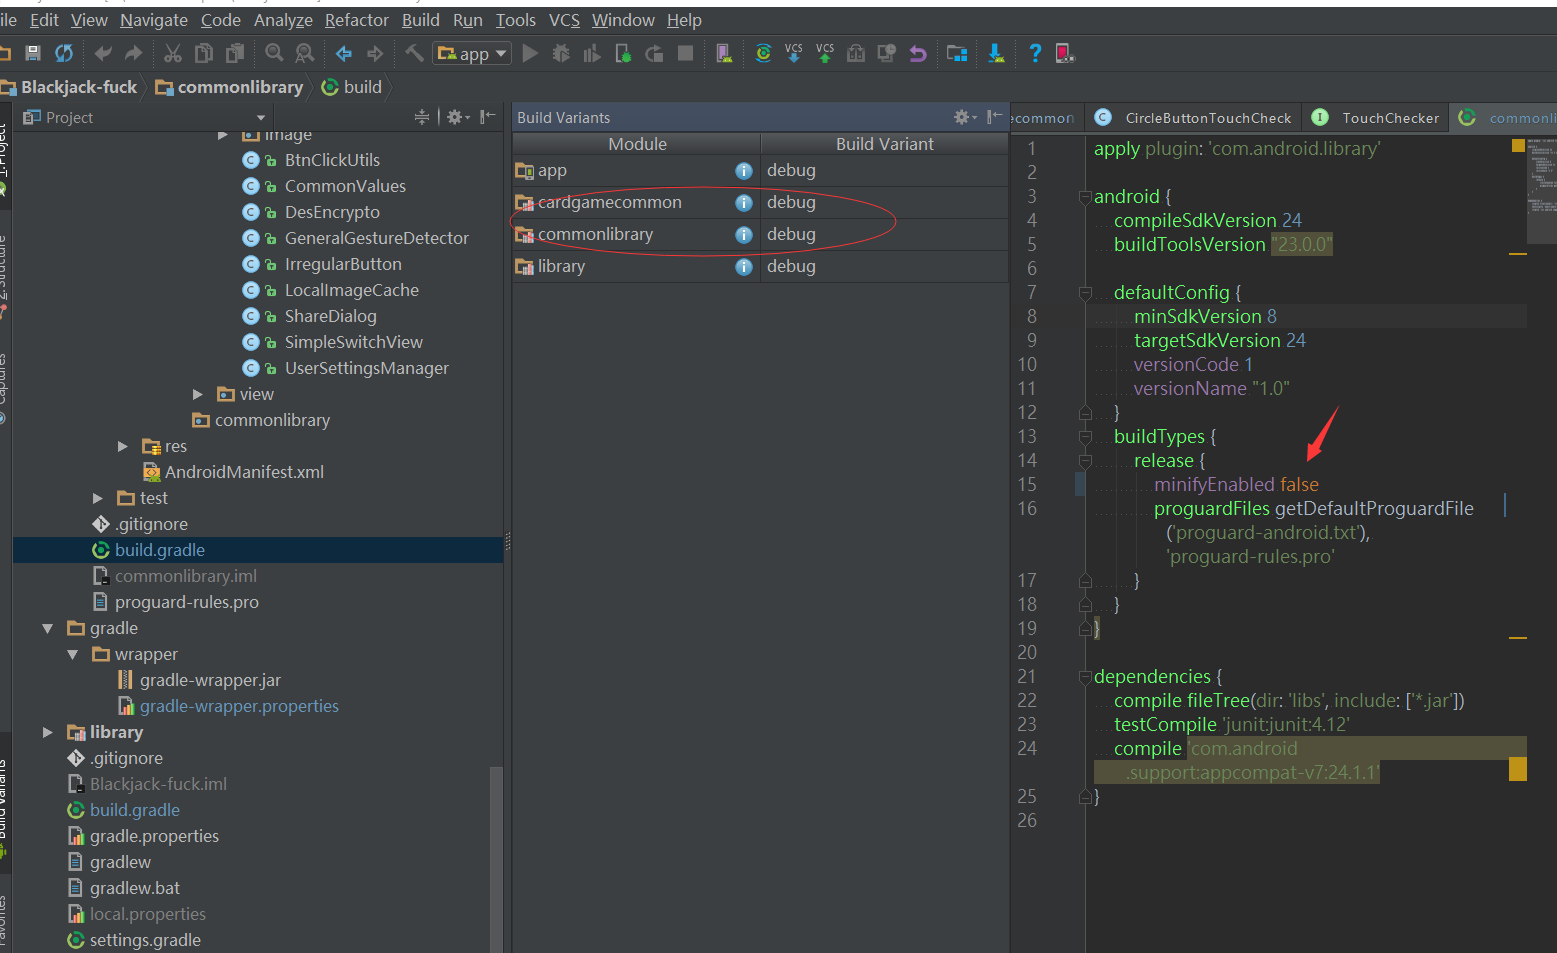 ile Edit View Navigate Code Analyze Refactor Build Run Tools VCS Window Help
app VCS VCS ?
Blackjack-fuck commonlibrary build
Project
image
BtnClickUtils
CommonValues
DesEncrypto
GeneralGestureDetector
IrregularButton
LocalImageCache
ShareDialog
SimpleSwitchView
UserSettingsManager
view
commonlibrary
res
AndroidManifest.xml
test
.gitignore
build.gradle
commonlibrary.iml
proguard-rules.pro
gradle
wrapper
gradle-wrapper.jar
gradle-wrapper.properties
library
.gitignore
Blackjack-fuck.iml
build.gradle
gradle.properties
gradlew
gradlew.bat
local.properties
settings.gradle
1: Project
2: Structure
Captures
Build Variants
Favorites
Build Variants
Module Build Variant
app debug
cardgamecommon debug
commonlibrary debug
library debug
ecommon CircleButtonTouchCheck TouchChecker commonli
1 apply plugin: 'com.android.library'
2
3 android {
4 compileSdkVersion 24
5 buildToolsVersion "23.0.0"
6
7 defaultConfig {
8 minSdkVersion 8
9 targetSdkVersion 24
10 versionCode 1
11 versionName "1.0"
12 }
13 buildTypes {
14 release {
15 minifyEnabled false
16 proguardFiles getDefaultProguardFile
('proguard-android.txt'),
'proguard-rules.pro'
17 }
18 }
19 }
20
21 dependencies {
22 compile fileTree(dir: 'libs', include: ['*.jar'])
23 testCompile 'junit:junit:4.12'
24 compile 'com.android
.support:appcompat-v7:24.1.1'
25 }
26